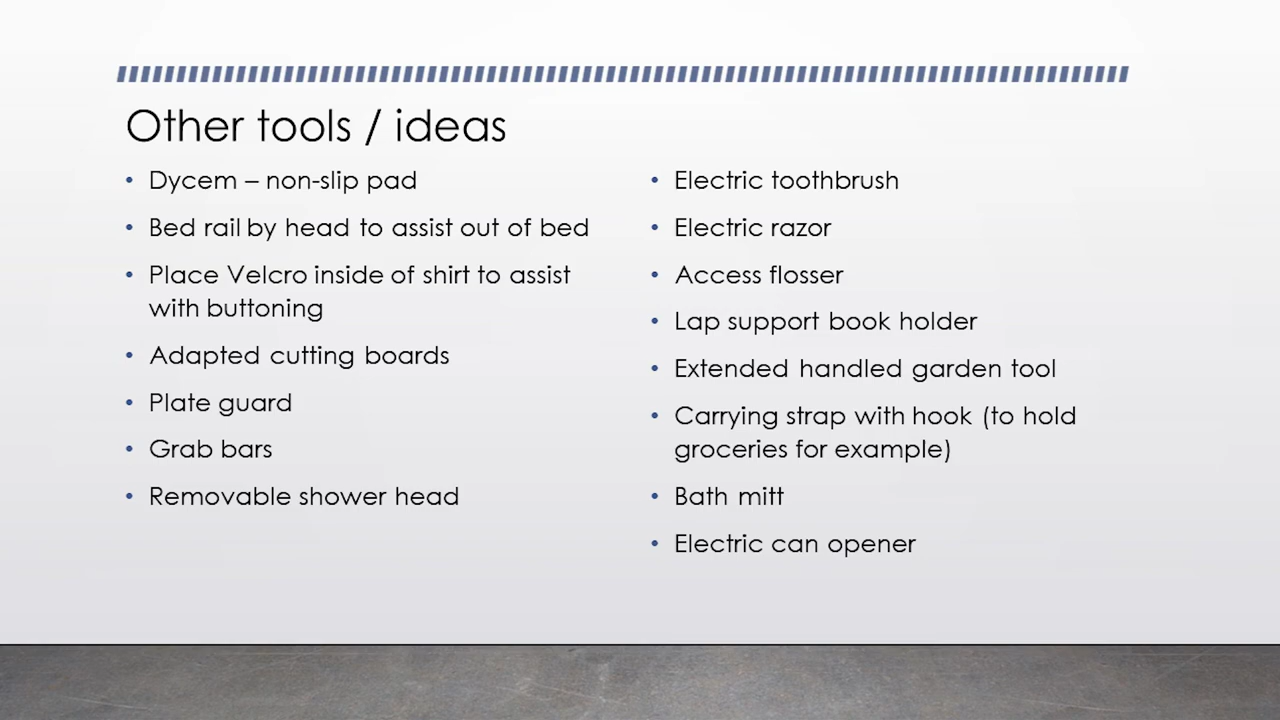 Other tools / ideas
• Dycem – non-slip pad
• Bed rail by head to assist out of bed
• Place Velcro inside of shirt to assist
with buttoning
• Adapted cutting boards
• Plate guard
• Grab bars
• Removable shower head
• Electric toothbrush
• Electric razor
• Access flosser
• Lap support book holder
• Extended handled garden tool
• Carrying strap with hook (to hold
groceries for example)
• Bath mitt
• Electric can opener